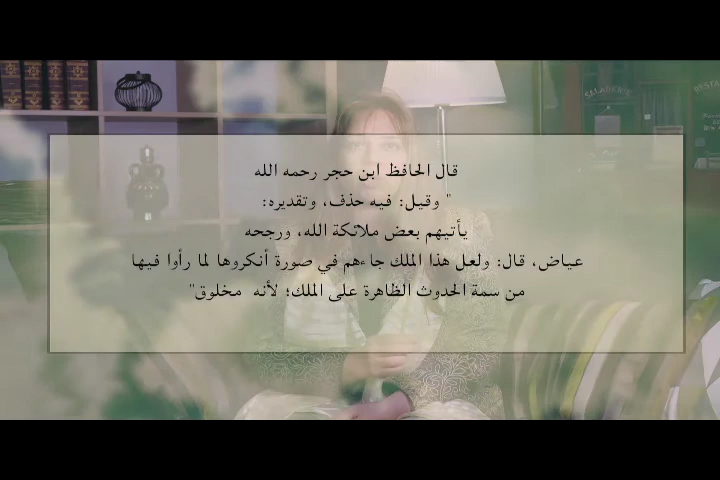 قال الحافظ ابن حجر رحمه الله
" وقيل: فيه حذف، وتقديره:
يأتيهم بعض ملائكة الله، ورجحه
عياض، قال: ولعل هذا الملك جاءهم في صورة أنكروها لما رأوا فيها
من سمة الحدوث الظاهرة على الملك؛ لأنه مخلوق"